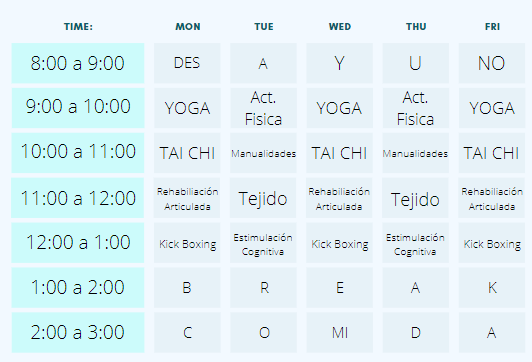 TIME: MON TUE WED THU FRI
8:00 a 9:00 DES A Y U NO
9:00 a 10:00 YOGA Act. Fisica YOGA Act. Fisica YOGA
10:00 a 11:00 TAI CHI Manualidades TAI CHI Manualidades TAI CHI
11:00 a 12:00 Rehabiliación Articulada Tejido Rehabiliación Articulada Tejido Rehabiliación Articulada
12:00 a 1:00 Kick Boxing Estimulación Cognitiva Kick Boxing Estimulación Cognitiva Kick Boxing
1:00 a 2:00 B R E A K
2:00 a 3:00 C O MI D A